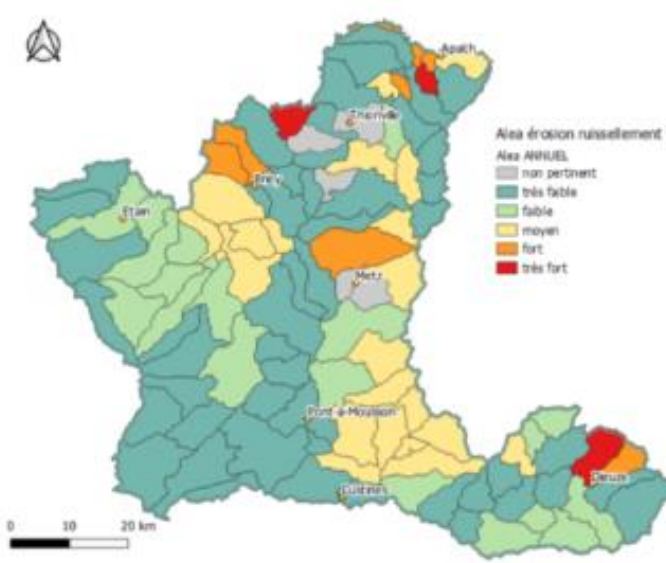 Apach
Thionville
Alea érosion ruissellement
Alea ANNUEL
non pertinent
très faible
faible
moyen
fort
très fort
Briey
Etain
Metz
Pont-à-Mousson
Dieuze
Custines
0 10 20 km